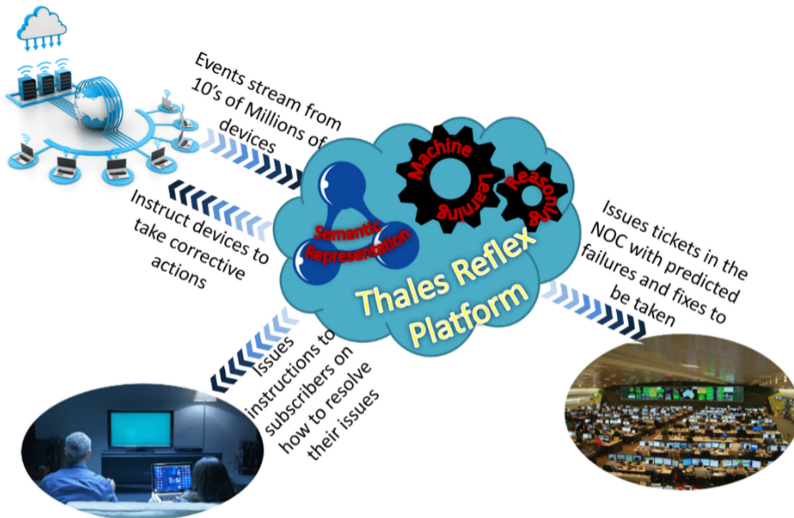 Events stream from
10's of Millions of
devices
Instruct devices to
take corrective
actions
Machine
Learning
Reasoning
Semantic
Representation
Thales Reflex
Platform
Issues tickets in the
NOC with predicted
failures and fixes to
be taken
Issues
instructions to
subscribers on
how to resolve
their issues